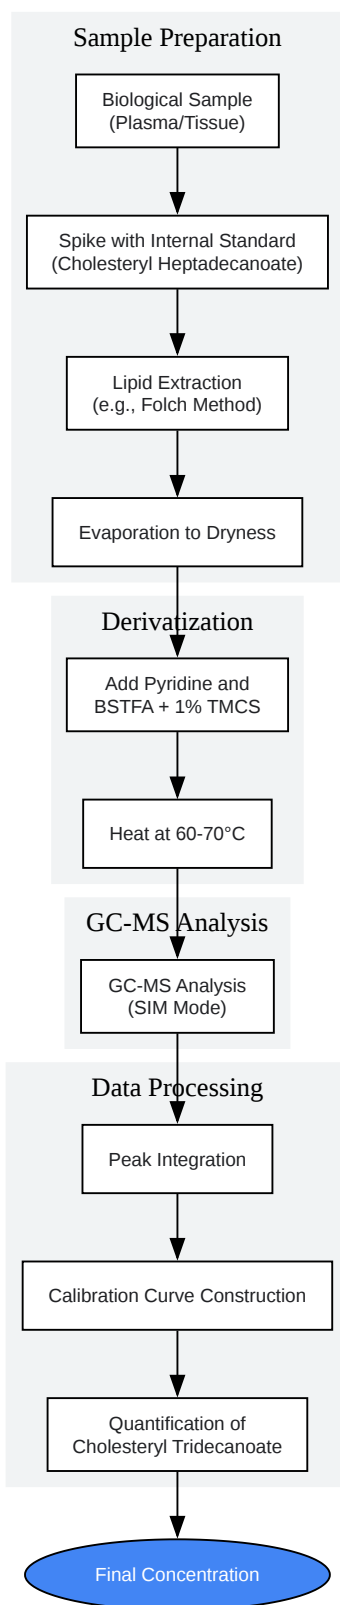 Sample Preparation
Biological Sample
(Plasma/Tissue)
Spike with Internal Standard
(Cholesteryl Heptadecanoate)
Lipid Extraction
(e.g., Folch Method)
Evaporation to Dryness
Derivatization
Add Pyridine and
BSTFA + 1% TMCS
Heat at 60-70°C
GC-MS Analysis
GC-MS Analysis
(SIM Mode)
Data Processing
Peak Integration
Calibration Curve Construction
Quantification of
Cholesteryl Tridecanoate
Final Concentration